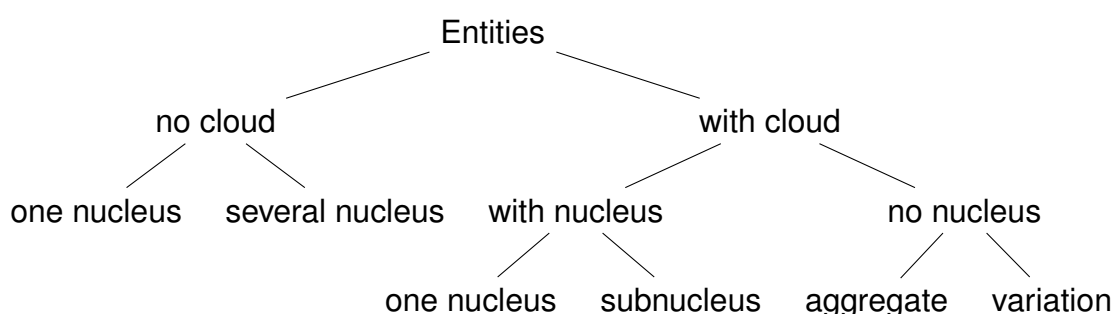 Entities
no cloud with cloud
one nucleus several nucleus with nucleus no nucleus
one nucleus subnucleus aggregate variation